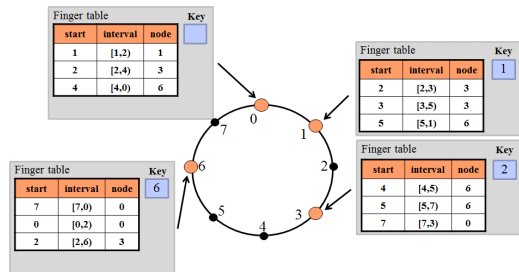 Finger table Key
start interval node
1 [1,2) 1
2 [2,4) 3
4 [4,0) 6
Finger table Key
start interval node 1
2 [2,3) 3
3 [3,5) 3
5 [5,1) 6
Finger table Key
start interval node 2
4 [4,5) 6
5 [5,7) 6
7 [7,3) 0
Finger table Key
start interval node 6
7 [7,0) 0
0 [0,2) 0
2 [2,6) 3
0
1
2
3
4
5
6
7